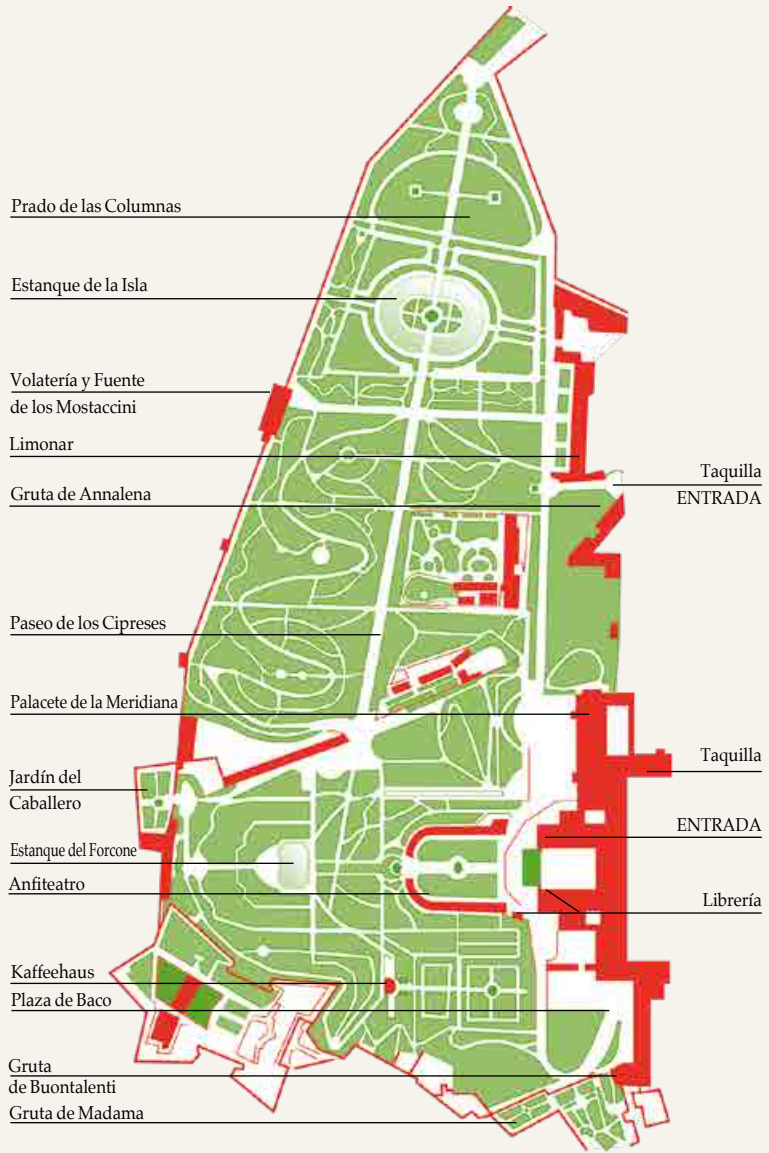 Prado de las Columnas
Estanque de la Isla
Volatería y Fuente
de los Mostaccini
Limonar
Gruta de Annalena
Paseo de los Cipreses
Palacete de la Meridiana
Jardín del
Caballero
Estanque del Forcone
Anfiteatro
Kaffeehaus
Plaza de Baco
Gruta
de Buontalenti
Gruta de Madama
Taquilla
ENTRADA
Taquilla
ENTRADA
Librería